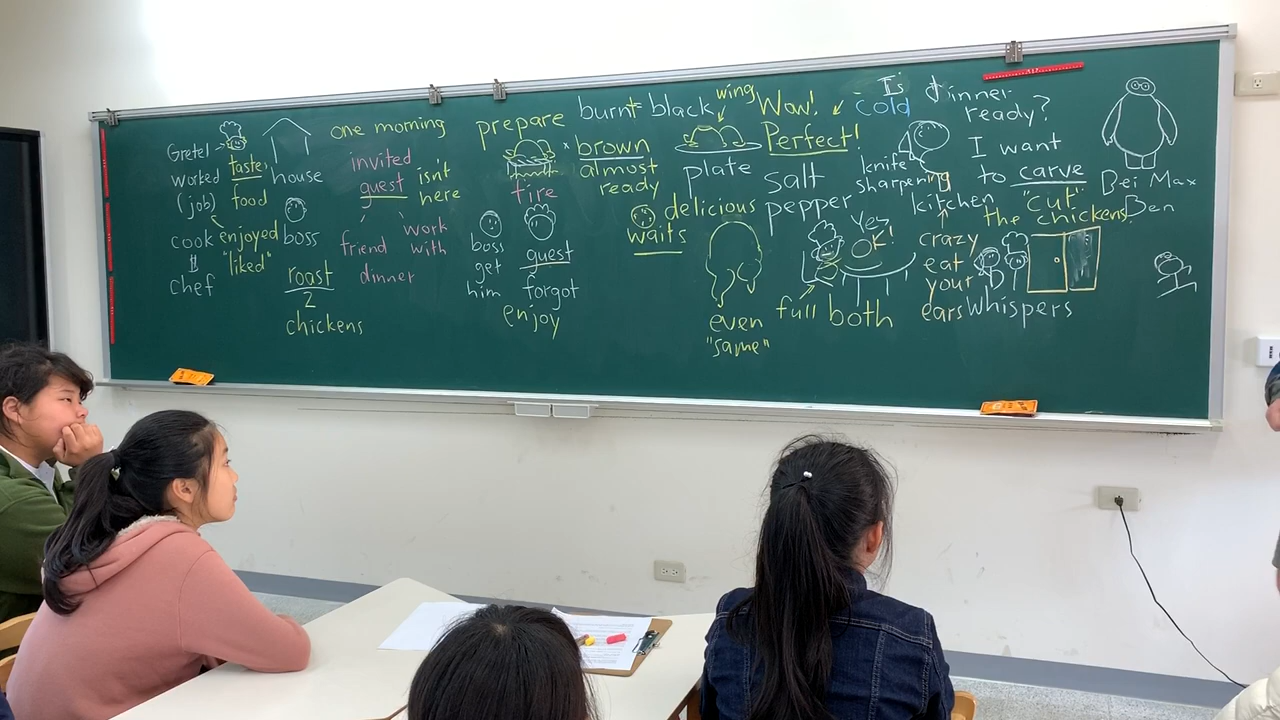 Gretel
worked
(job)
cook
chef
taste
food
enjoyed
"liked"
house
boss
roast
2
chickens
one morning
invited
guest
isn't
here
friend
work
with
dinner
prepare
fire
boss
get
him
guest
forgot
enjoy
burnt = black
brown
almost
ready
delicious
waits
wing
plate
Wow!
Perfect!
salt
pepper
even
"same"
cold
knife
sharpening
kitchen
Yez
OK!
full
both
crazy
eat
your
ears
whispers
Is dinner
ready?
I want
to carve
"cut"
the chickens.
Bei Max
Ben